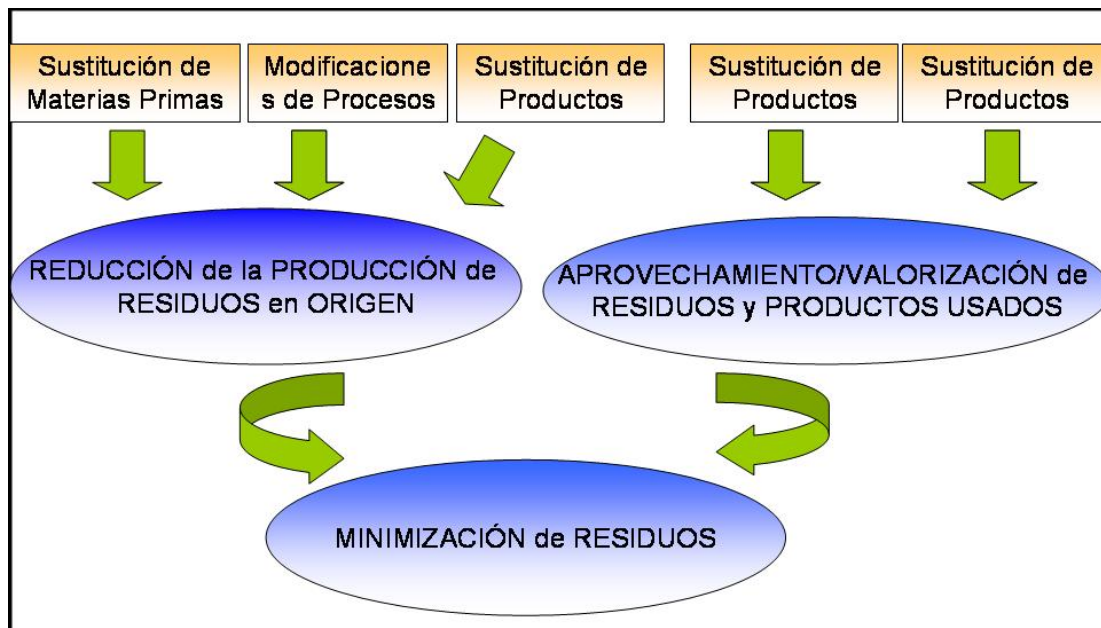 Sustitución de
Materias Primas
Modificacione
s de Procesos
Sustitución de
Productos
Sustitución de
Productos
Sustitución de
Productos
REDUCCIÓN de la PRODUCCIÓN de
RESIDUOS en ORIGEN
APROVECHAMIENTO/VALORIZACIÓN de
RESIDUOS y PRODUCTOS USADOS
MINIMIZACIÓN de RESIDUOS